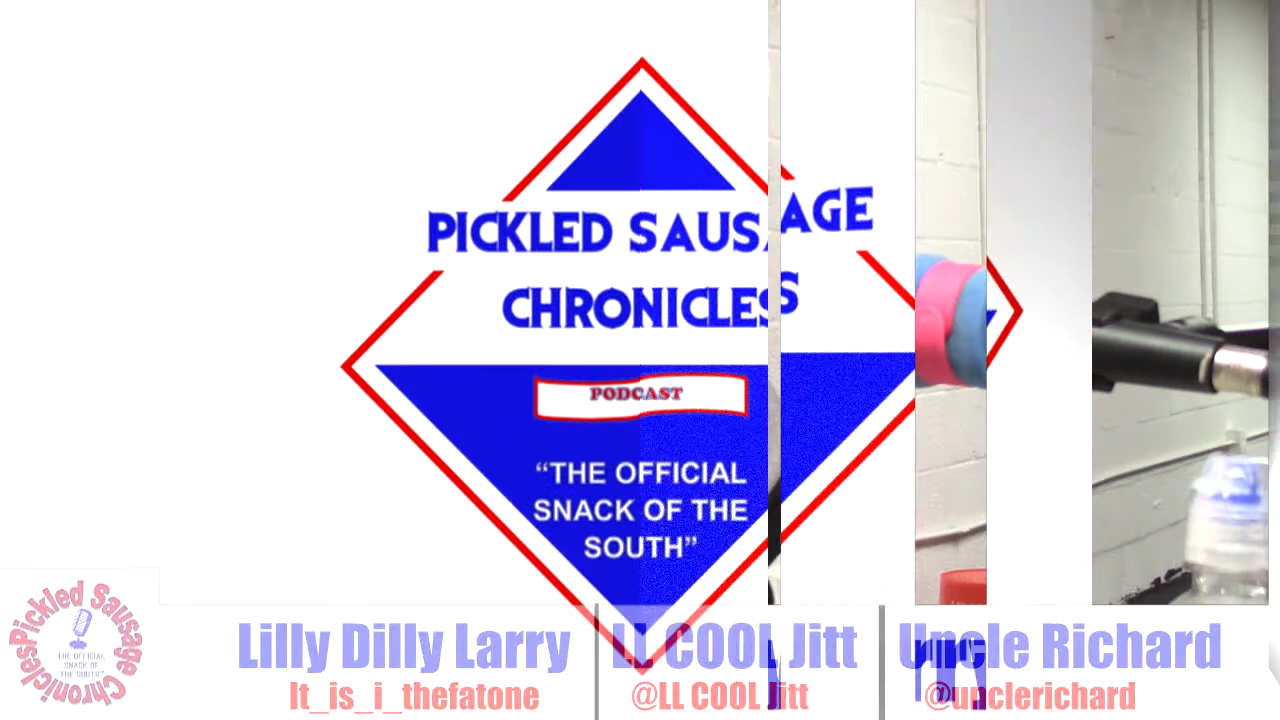 PICKLED SAUSAGE
CHRONICLES
PODCAST
“THE OFFICIAL
SNACK OF THE
SOUTH”
Pickled Sausage Chronicles
"THE OFFICIAL
SNACK OF
THE SOUTH"
Lilly Dilly Larry
LL COOL Jitt
Uncle Richard
It_is_i_thefatone
@LL COOL Jitt
@unclerichard